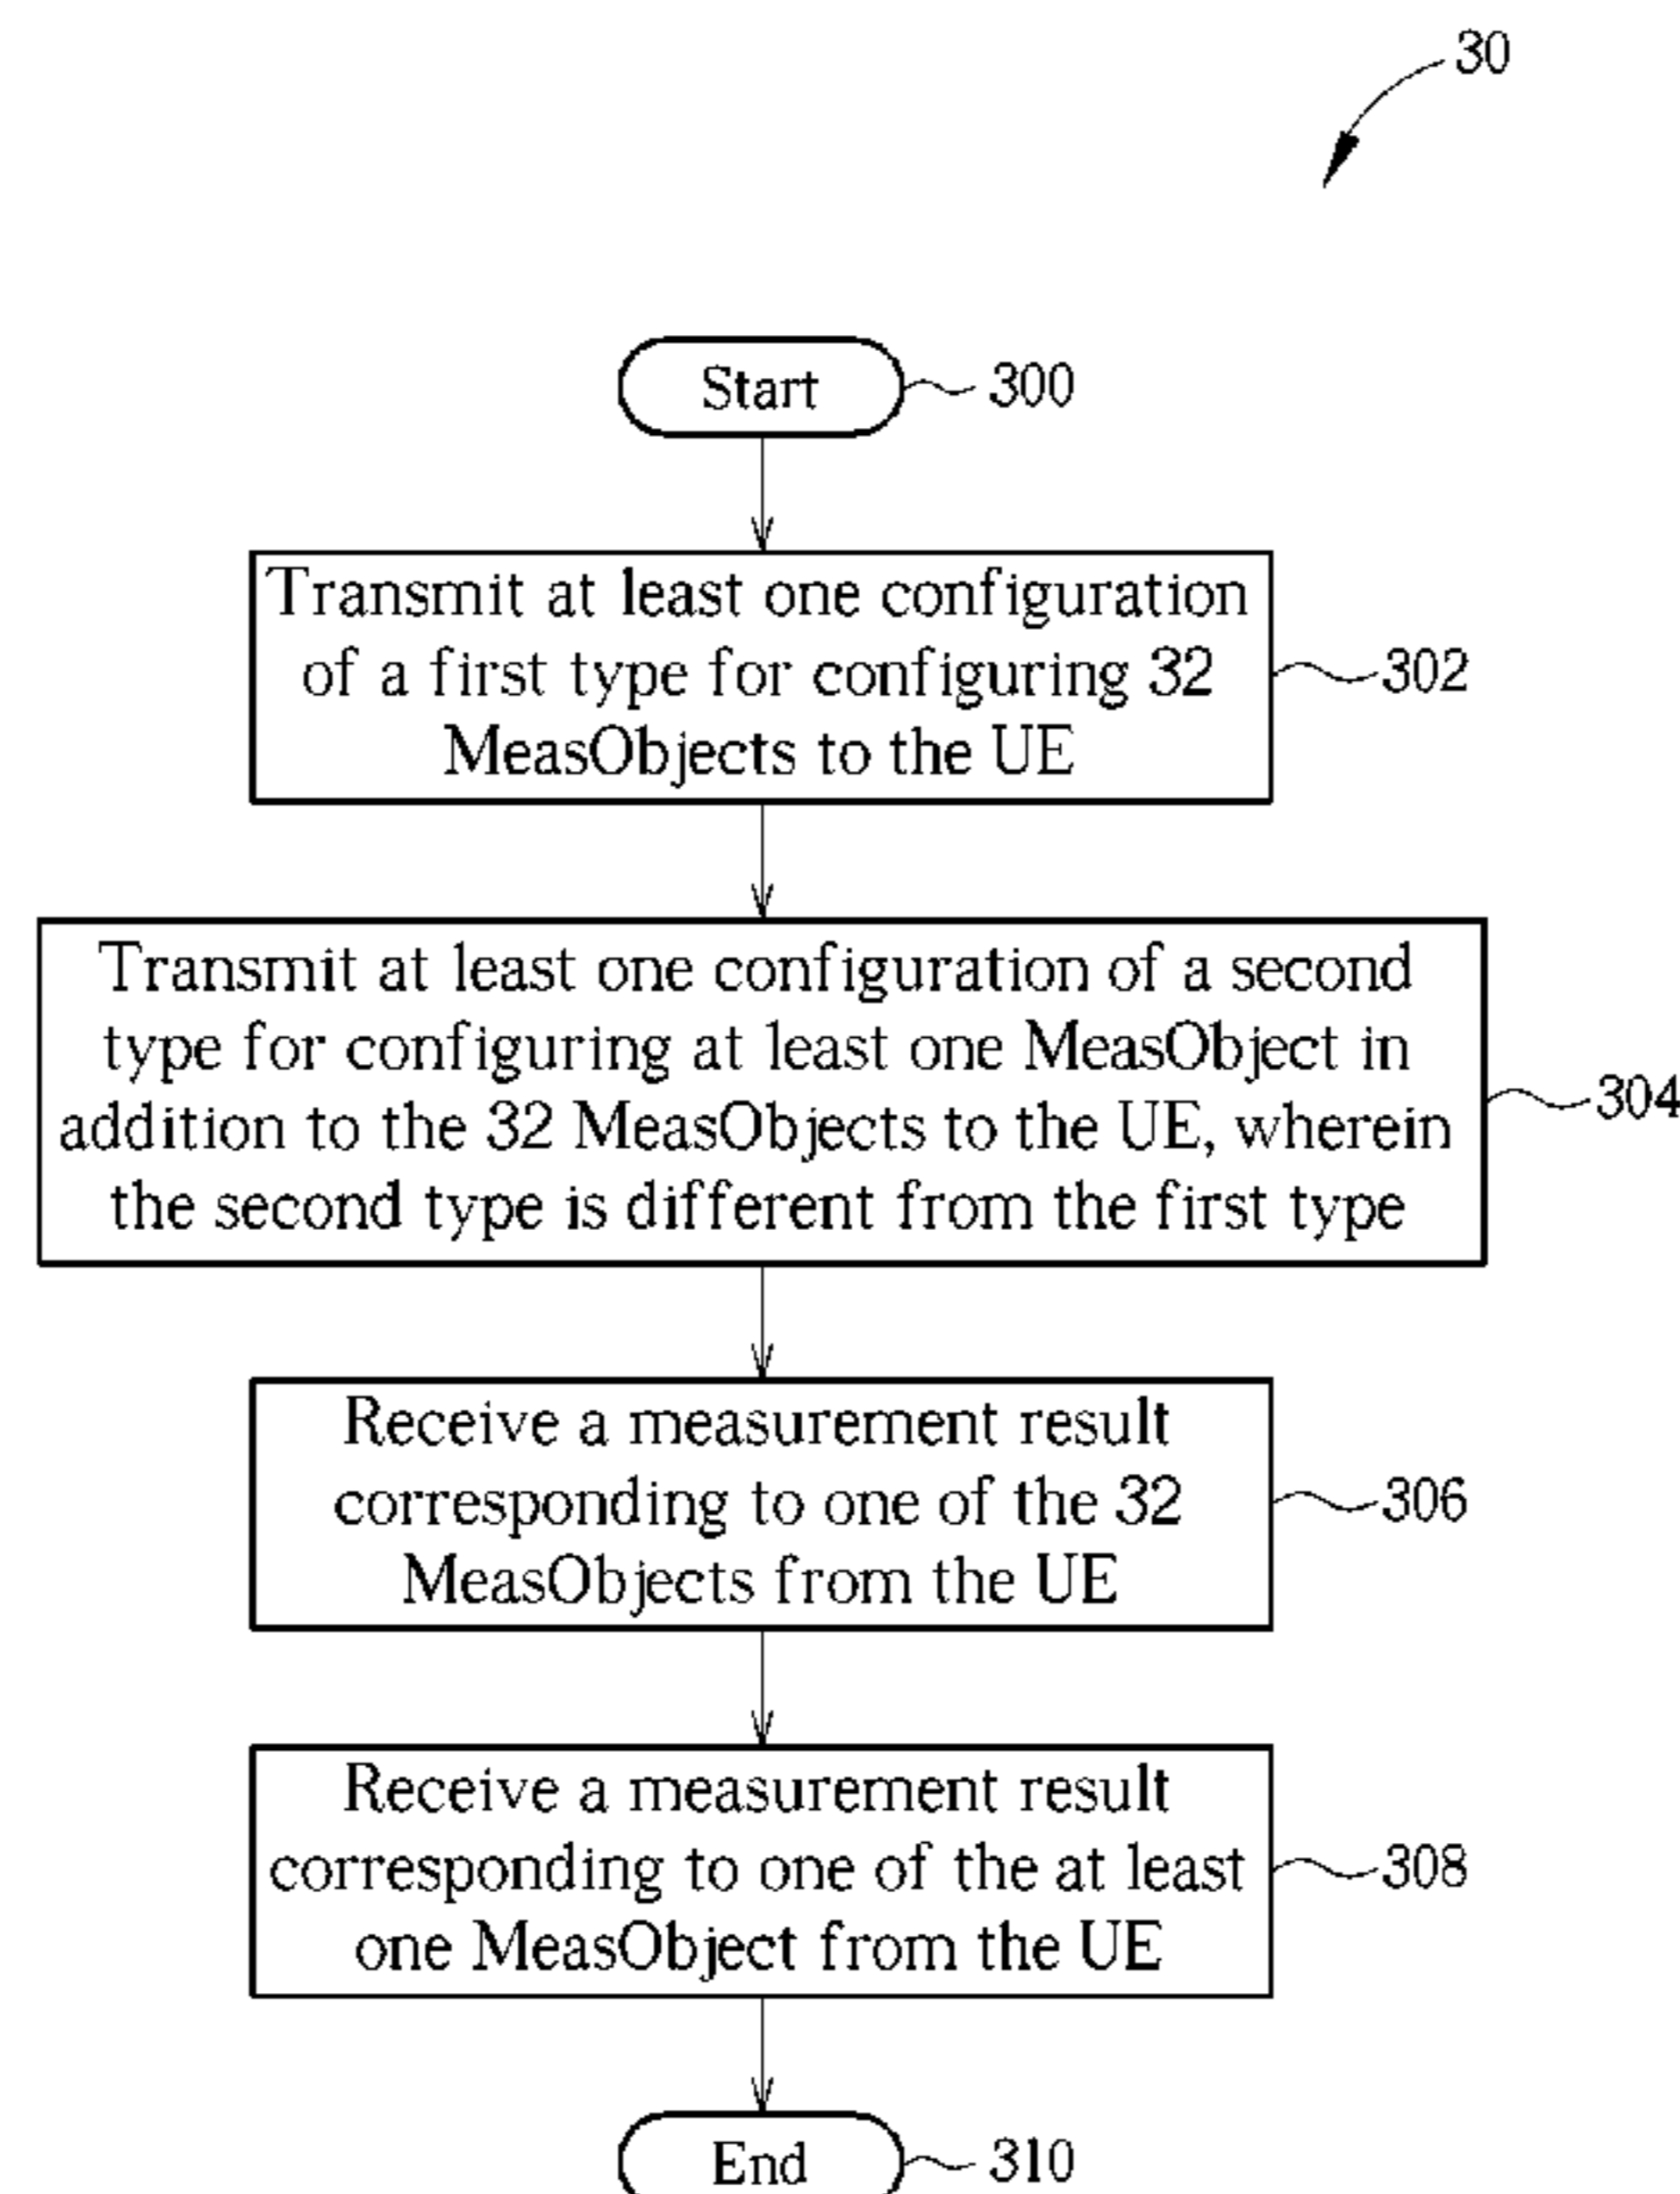 30
Start
300
Transmit at least one configuration
of a first type for configuring 32
MeasObjects to the UE
302
Transmit at least one configuration of a second
type for configuring at least one MeasObject in
addition to the 32 MeasObjects to the UE, wherein
the second type is different from the first type
304
Receive a measurement result
corresponding to one of the 32
MeasObjects from the UE
306
Receive a measurement result
corresponding to one of the at least
one MeasObject from the UE
308
End
310